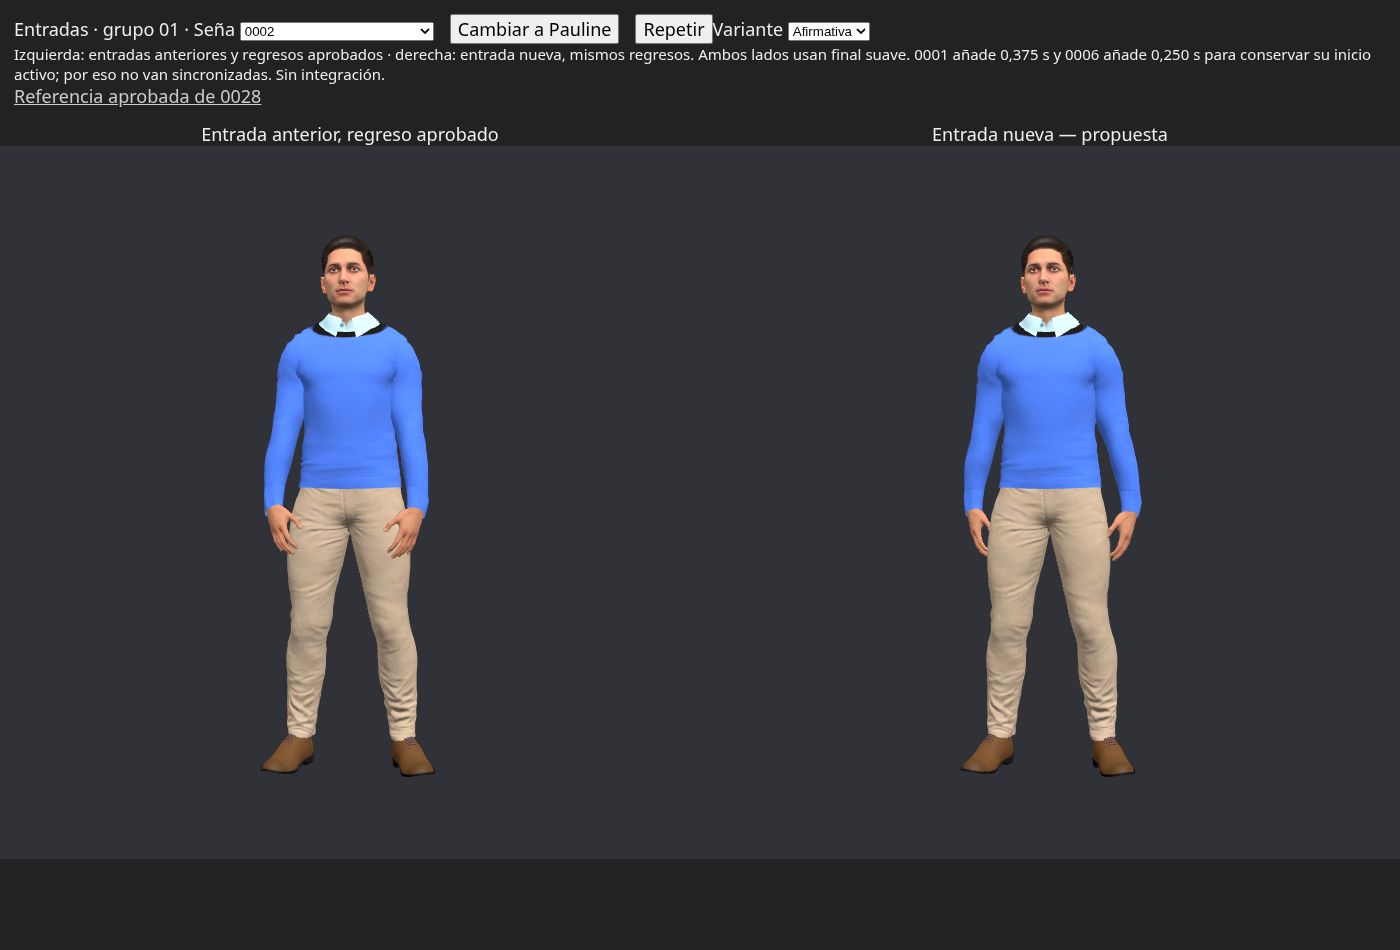 Entradas · grupo 01 · Seña 0002 Cambiar a Pauline Repetir Variante Afirmativa
Izquierda: entradas anteriores y regresos aprobados · derecha: entrada nueva, mismos regresos. Ambos lados usan final suave. 0001 añade 0,375 s y 0006 añade 0,250 s para conservar su inicio
activo; por eso no van sincronizadas. Sin integración.
Referencia aprobada de 0028
Entrada anterior, regreso aprobado
Entrada nueva — propuesta